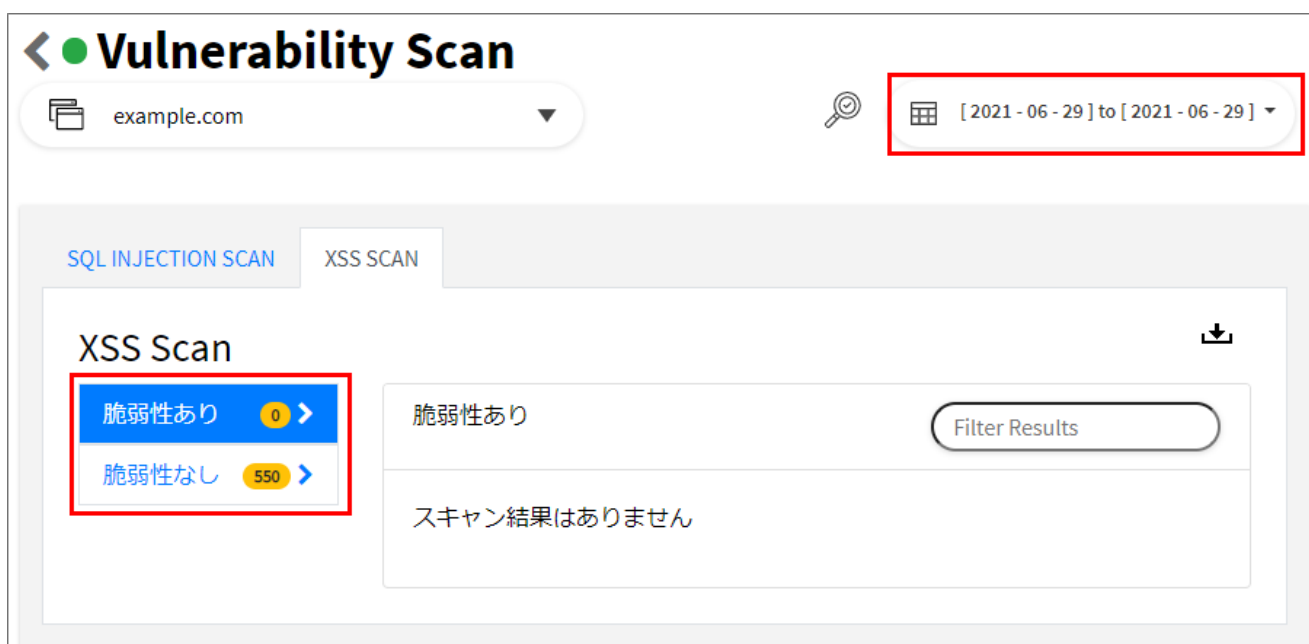 Vulnerability Scan
example.com
[ 2021 - 06 - 29 ] to [ 2021 - 06 - 29 ]
SQL INJECTION SCAN
XSS SCAN
XSS Scan
脆弱性あり 0
脆弱性なし 550
脆弱性あり
Filter Results
スキャン結果はありません